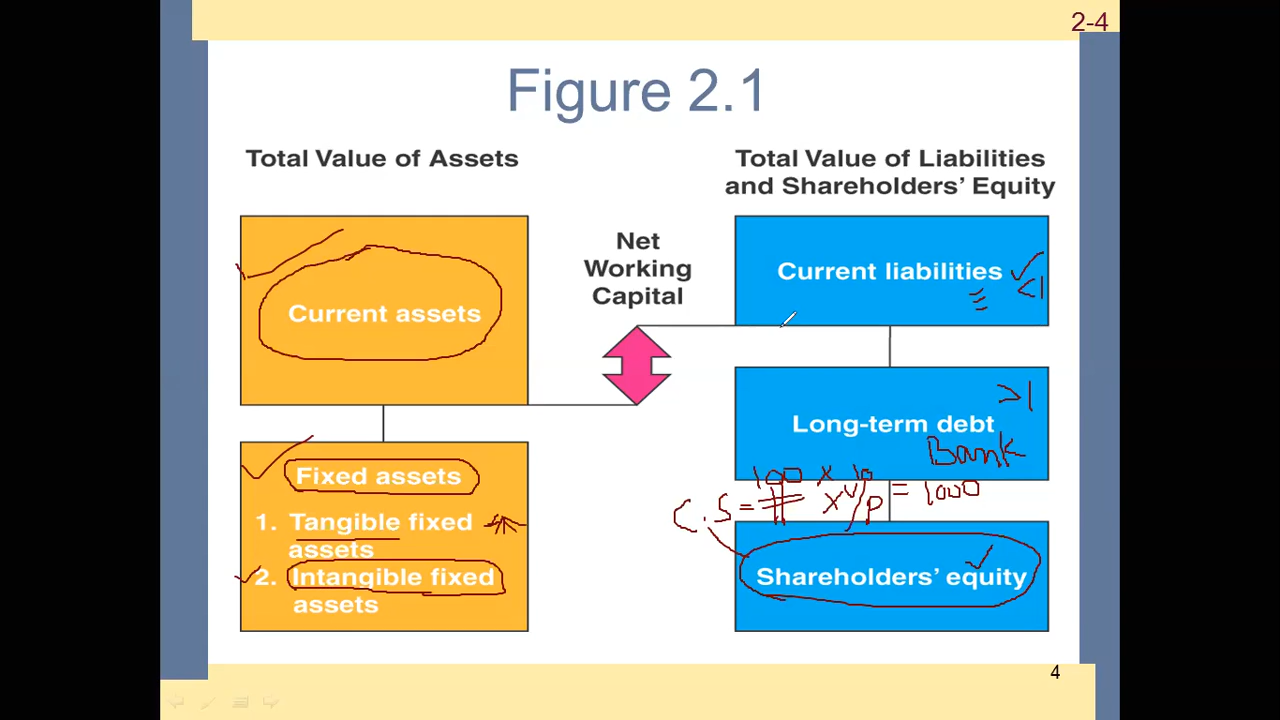 2-4
Figure 2.1
Total Value of Assets
Total Value of Liabilities
and Shareholders' Equity
Net
Working
Capital
Current assets
Current liabilities
<1
Long-term debt
>1
Bank
Fixed assets
1. Tangible fixed
assets
2. Intangible fixed
assets
100 x 10
C.S = # x V/P = 1000
Shareholders' equity
4